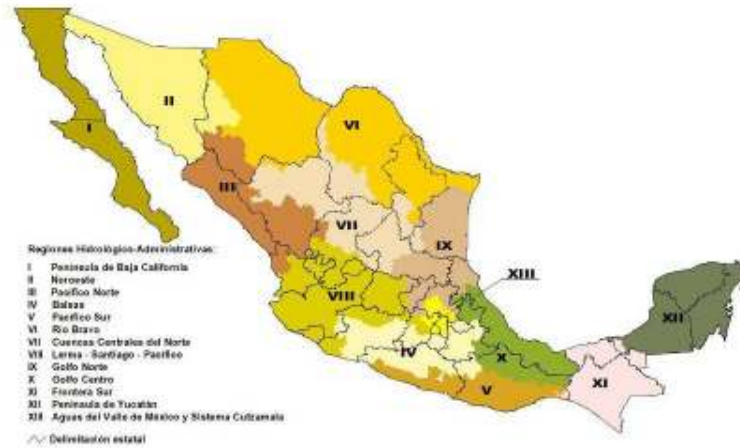 I
II
III
VI
VII
IX
XIII
VIII
IV
X
V
XII
XI
Regiones Hidrológico-Administrativas:
I Península de Baja California
II Noroeste
III Pacífico Norte
IV Balsas
V Pacífico Sur
VI Río Bravo
VII Cuencas Centrales del Norte
VIII Lerma - Santiago - Pacífico
IX Golfo Norte
X Golfo Centro
XI Frontera Sur
XII Península de Yucatán
XIII Aguas del Valle de México y Sistema Cutzamala
Delimitación estatal